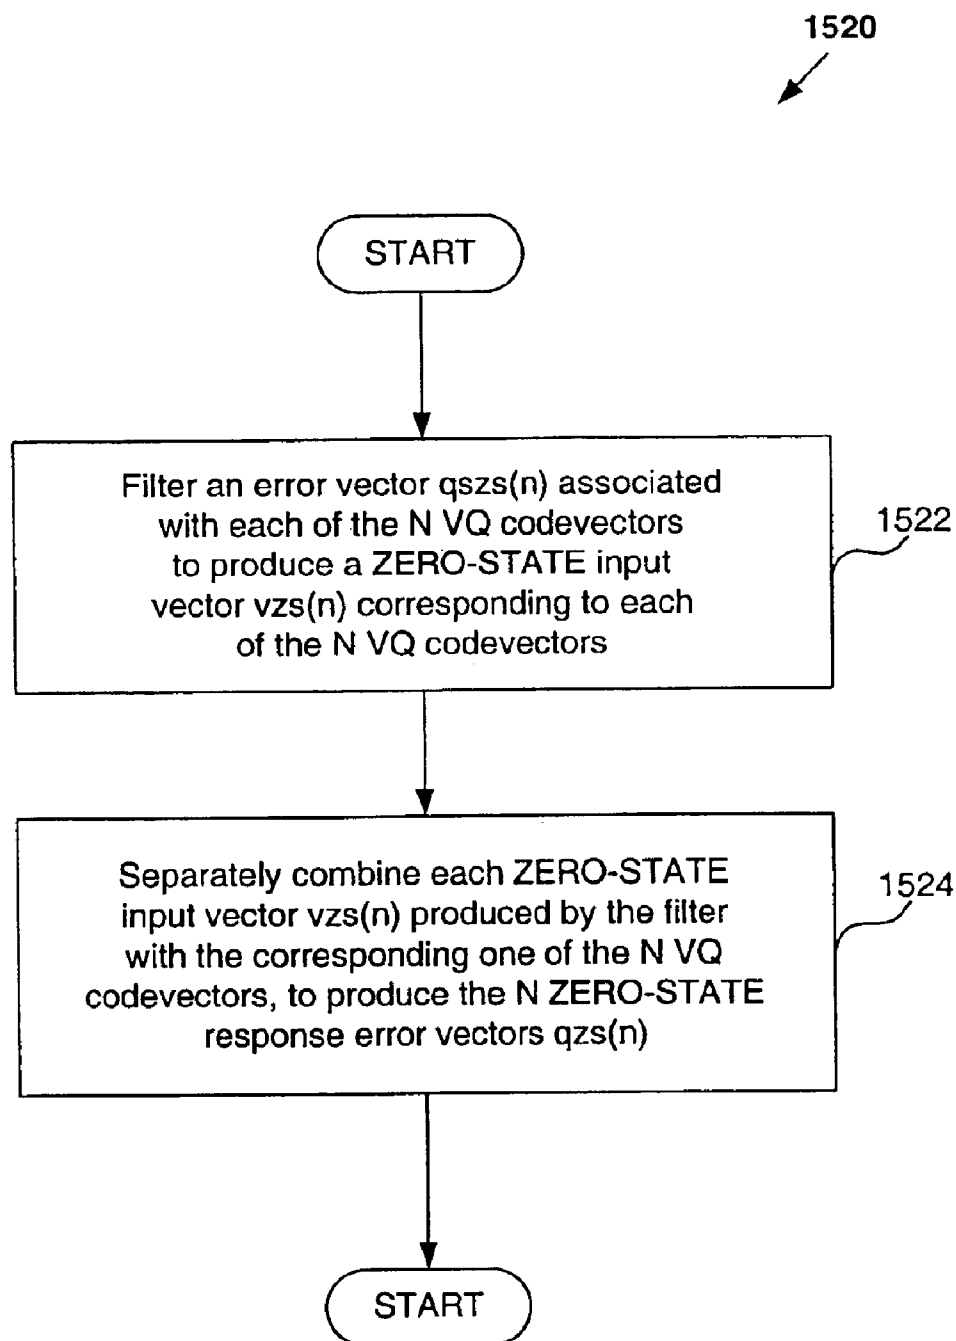 1520
START
Filter an error vector qszs(n) associated
with each of the N VQ codevectors
to produce a ZERO-STATE input
vector vzs(n) corresponding to each
of the N VQ codevectors
1522
Separately combine each ZERO-STATE
input vector vzs(n) produced by the filter
with the corresponding one of the N VQ
codevectors, to produce the N ZERO-STATE
response error vectors qzs(n)
1524
START